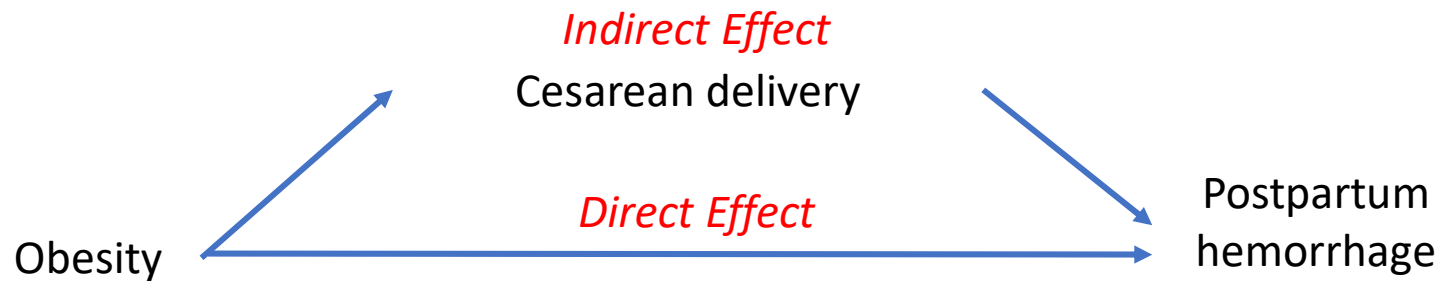 Indirect Effect
Cesarean delivery
Direct Effect
Obesity
Postpartum
hemorrhage